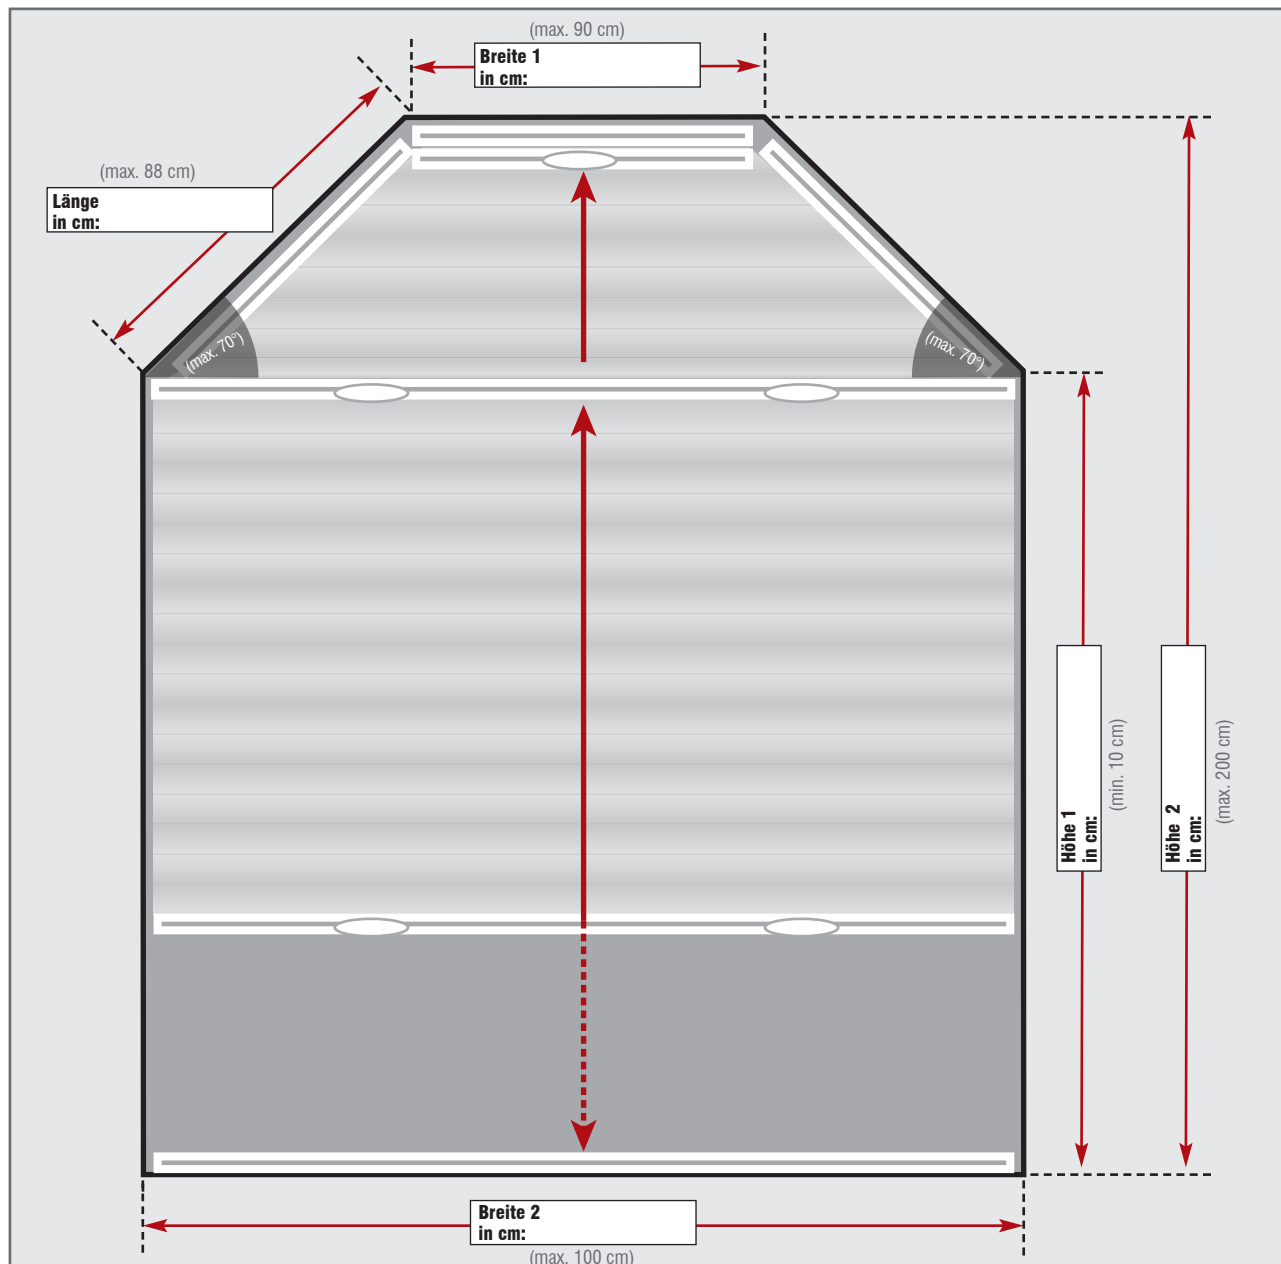 (max. 90 cm)
Breite 1
in cm:
(max. 88 cm)
Länge
in cm:
(max. 70°)
(max. 70°)
Höhe 1
in cm:
(min. 10 cm)
Höhe 2
in cm:
(max. 200 cm)
Breite 2
in cm:
(max. 100 cm)